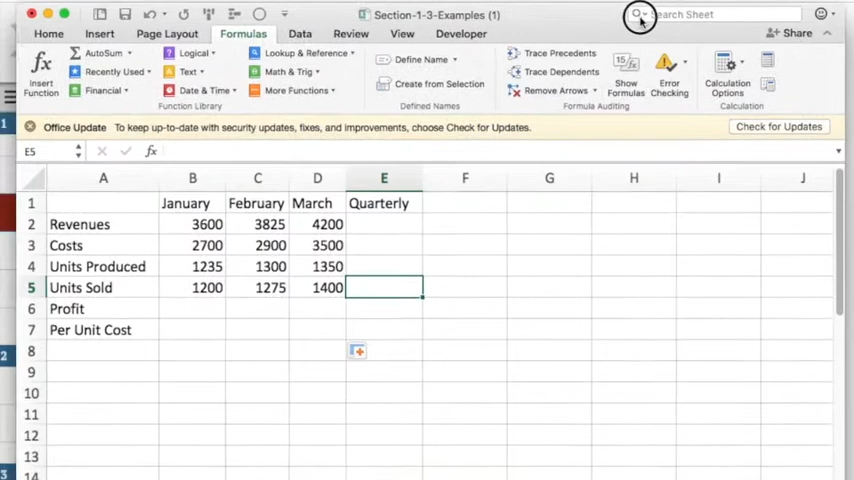 Section-1-3-Examples (1)
Search Sheet
Home Insert Page Layout Formulas Data Review View Developer
Share
fx Insert Function
AutoSum
Recently Used
Financial
Logical
Text
Date & Time
Lookup & Reference
Math & Trig
More Functions
Function Library
Define Name
Create from Selection
Defined Names
Trace Precedents
Trace Dependents
Remove Arrows
15/fx
Show Formulas
Error Checking
Formula Auditing
Calculation Options
Calculation
Office Update To keep up-to-date with security updates, fixes, and improvements, choose Check for Updates. Check for Updates
E5 fx
A B C D E F G H I J
1 January February March Quarterly
2 Revenues 3600 3825 4200
3 Costs 2700 2900 3500
4 Units Produced 1235 1300 1350
5 Units Sold 1200 1275 1400
6 Profit
7 Per Unit Cost
8
9
10
11
12
13
14
1
2
3